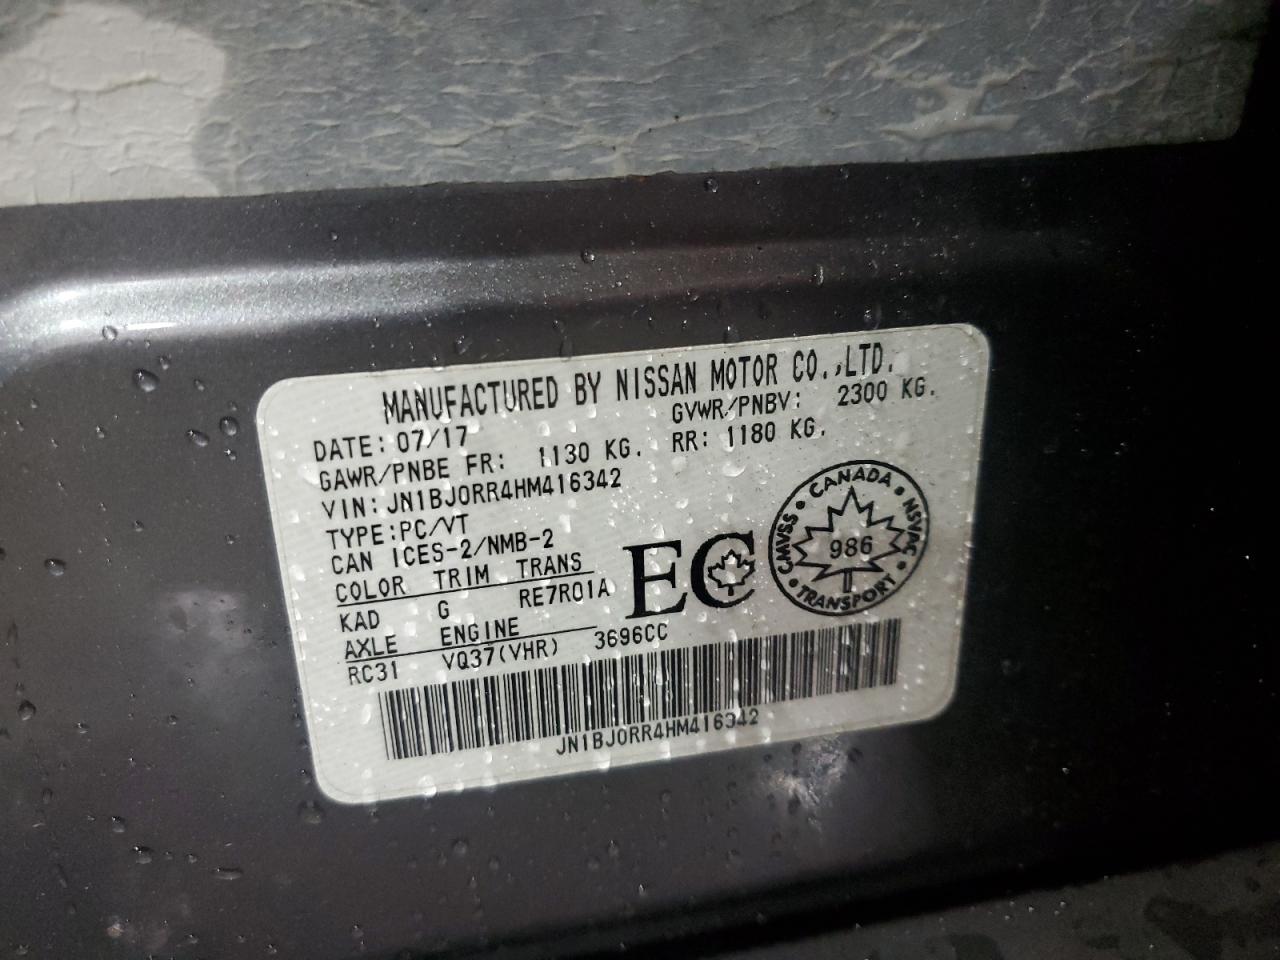 MANUFACTURED BY NISSAN MOTOR CO.,LTD.
DATE: 07/17 GVWR/PNBV: 2300 KG.
GAWR/PNBE FR: 1130 KG. RR: 1180 KG.
VIN: JN1BJ0RR4HM416342
TYPE: PC/VT
CAN ICES-2/NMB-2
COLOR TRIM TRANS
KAD G RE7R01A
AXLE ENGINE
RC31 VQ37(VHR) 3696CC
EC
CANADA
CMVSS NSVAC
986
TRANSPORT
JN1BJ0RR4HM416342